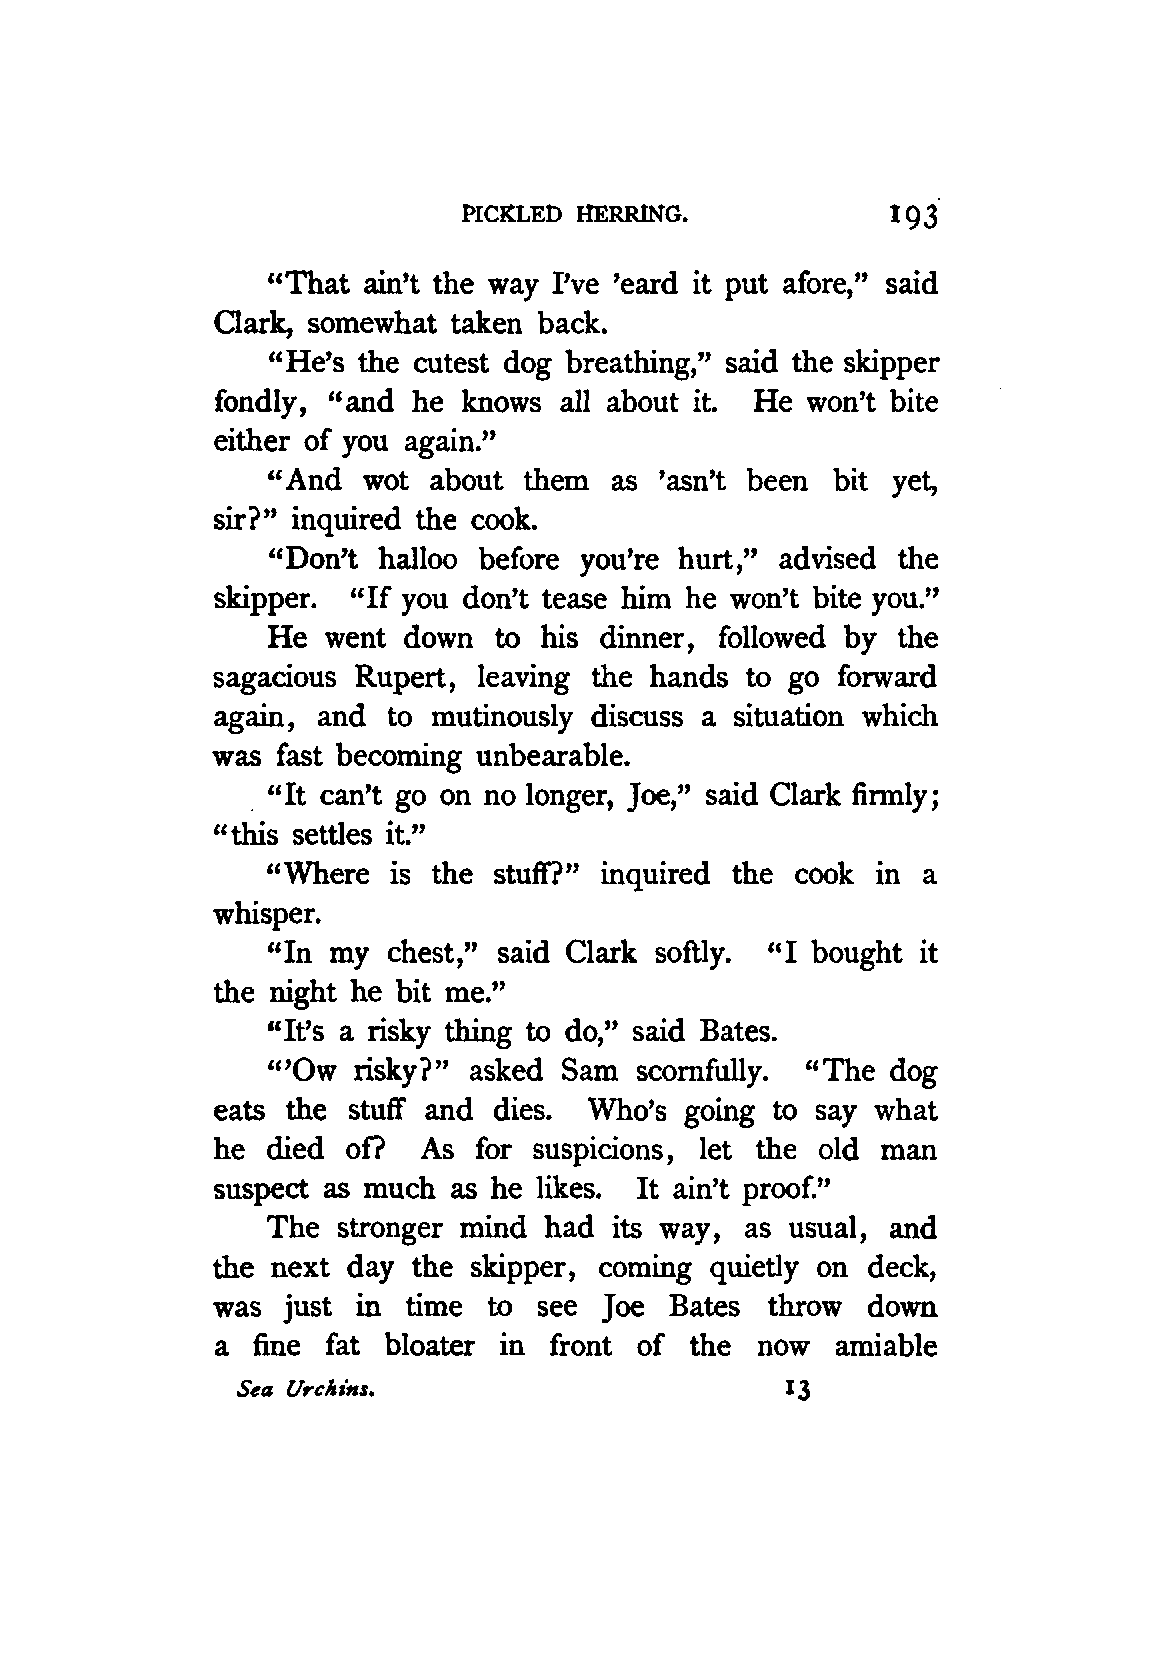 PICKLED HERRING. 193
“That ain't the way I've 'eard it put afore,” said
Clark, somewhat taken back.
“He's the cutest dog breathing,” said the skipper
fondly, “and he knows all about it. He won't bite
either of you again.”
“And wot about them as 'asn't been bit yet,
sir?” inquired the cook.
“Don't halloo before you're hurt,” advised the
skipper. “If you don't tease him he won't bite you.”
He went down to his dinner, followed by the
sagacious Rupert, leaving the hands to go forward
again, and to mutinously discuss a situation which
was fast becoming unbearable.
“It can't go on no longer, Joe,” said Clark firmly;
“this settles it.”
“Where is the stuff?” inquired the cook in a
whisper.
“In my chest,” said Clark softly. “I bought it
the night he bit me.”
“It's a risky thing to do,” said Bates.
“'Ow risky?” asked Sam scornfully. “The dog
eats the stuff and dies. Who's going to say what
he died of? As for suspicions, let the old man
suspect as much as he likes. It ain't proof.”
The stronger mind had its way, as usual, and
the next day the skipper, coming quietly on deck,
was just in time to see Joe Bates throw down
a fine fat bloater in front of the now amiable
Sea Urchins. 13